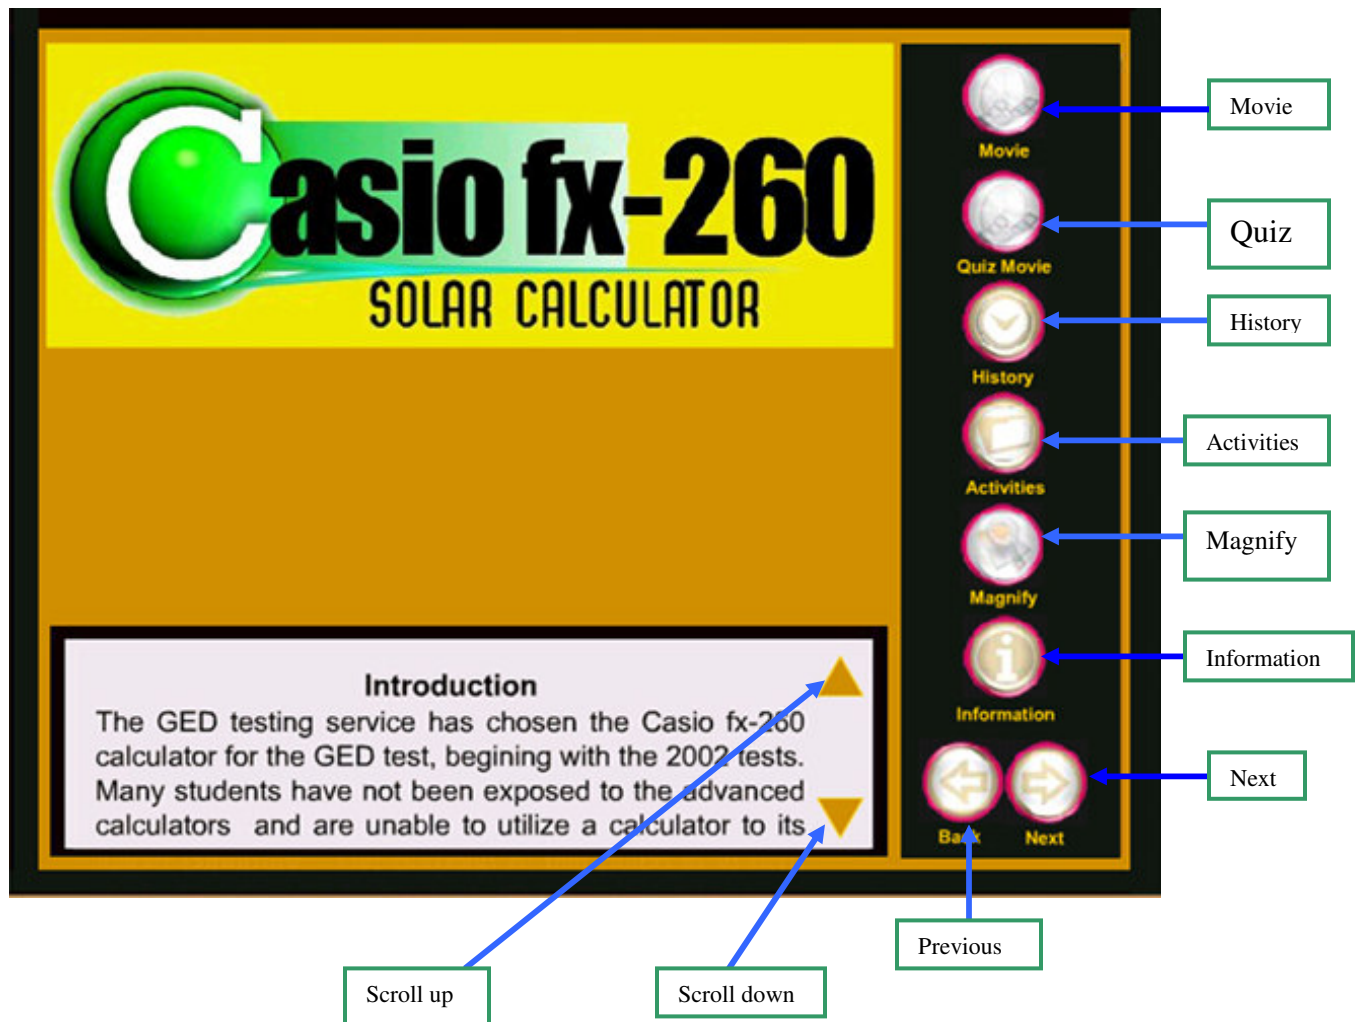 Casio fx-260
SOLAR CALCULATOR
Introduction
The GED testing service has chosen the Casio fx-260
calculator for the GED test, begining with the 2002 tests.
Many students have not been exposed to the advanced
calculators and are unable to utilize a calculator to its
Movie
Quiz Movie
History
Activities
Magnify
Information
Back
Next
Movie
Quiz
History
Activities
Magnify
Information
Next
Previous
Scroll up
Scroll down